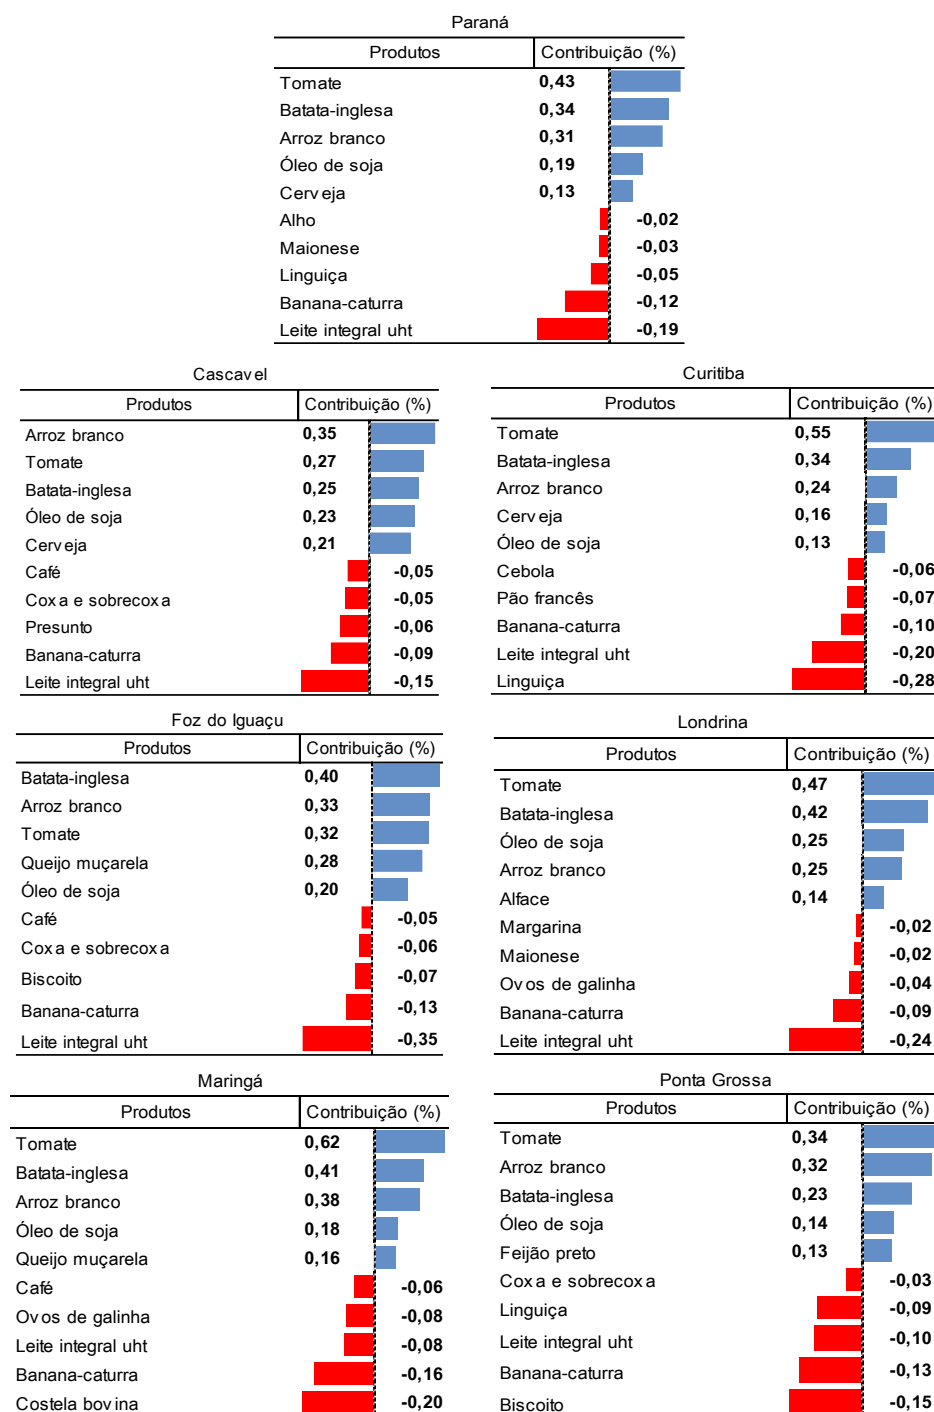 Paraná
Produtos Contribuição (%)
Tomate 0,43
Batata-inglesa 0,34
Arroz branco 0,31
Óleo de soja 0,19
Cerveja 0,13
Alho -0,02
Maionese -0,03
Linguiça -0,05
Banana-caturra -0,12
Leite integral uht -0,19
Cascavel
Produtos Contribuição (%)
Arroz branco 0,35
Tomate 0,27
Batata-inglesa 0,25
Óleo de soja 0,23
Cerveja 0,21
Café -0,05
Coxa e sobrecoxa -0,05
Presunto -0,06
Banana-caturra -0,09
Leite integral uht -0,15
Curitiba
Produtos Contribuição (%)
Tomate 0,55
Batata-inglesa 0,34
Arroz branco 0,24
Cerveja 0,16
Óleo de soja 0,13
Cebola -0,06
Pão francês -0,07
Banana-caturra -0,10
Leite integral uht -0,20
Linguiça -0,28
Foz do Iguaçu
Produtos Contribuição (%)
Batata-inglesa 0,40
Arroz branco 0,33
Tomate 0,32
Queijo muçarela 0,28
Óleo de soja 0,20
Café -0,05
Coxa e sobrecoxa -0,06
Biscoito -0,07
Banana-caturra -0,13
Leite integral uht -0,35
Londrina
Produtos Contribuição (%)
Tomate 0,47
Batata-inglesa 0,42
Óleo de soja 0,25
Arroz branco 0,25
Alface 0,14
Margarina -0,02
Maionese -0,02
Ovos de galinha -0,04
Banana-caturra -0,09
Leite integral uht -0,24
Maringá
Produtos Contribuição (%)
Tomate 0,62
Batata-inglesa 0,41
Arroz branco 0,38
Óleo de soja 0,18
Queijo muçarela 0,16
Café -0,06
Ovos de galinha -0,08
Leite integral uht -0,08
Banana-caturra -0,16
Costela bovina -0,20
Ponta Grossa
Produtos Contribuição (%)
Tomate 0,34
Arroz branco 0,32
Batata-inglesa 0,23
Óleo de soja 0,14
Feijão preto 0,13
Coxa e sobrecoxa -0,03
Linguiça -0,09
Leite integral uht -0,10
Banana-caturra -0,13
Biscoito -0,15